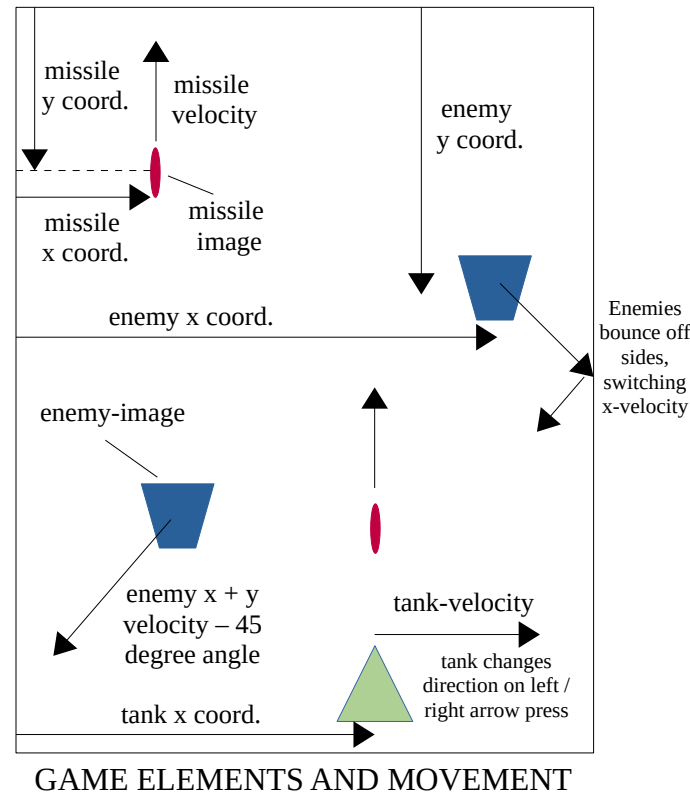 missile
y coord.
missile
velocity
enemy
y coord.
missile
x coord.
missile
image
enemy x coord.
Enemies
bounce off
sides,
switching
x-velocity
enemy-image
enemy x + y
velocity – 45
degree angle
tank-velocity
tank changes
direction on left /
right arrow press
tank x coord.
GAME ELEMENTS AND MOVEMENT